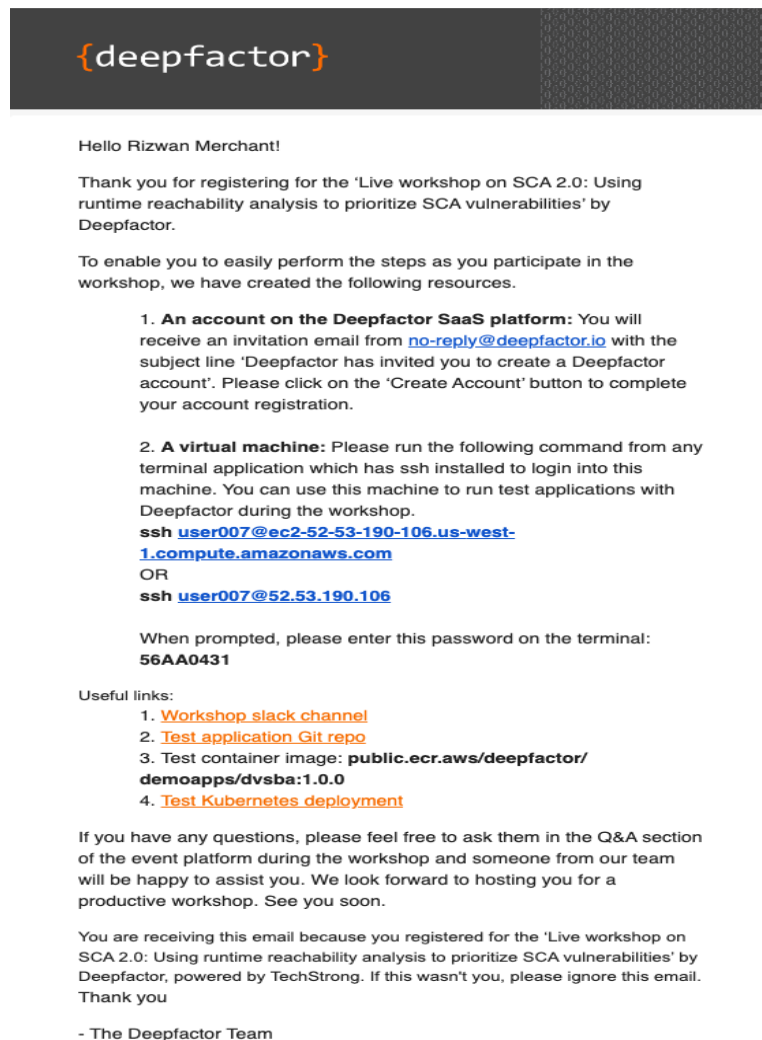 {deepfactor}
Hello Rizwan Merchant!
Thank you for registering for the ‘Live workshop on SCA 2.0: Using
runtime reachability analysis to prioritize SCA vulnerabilities’ by
Deepfactor.
To enable you to easily perform the steps as you participate in the
workshop, we have created the following resources.
1. An account on the Deepfactor SaaS platform: You will
receive an invitation email from no-reply@deepfactor.io with the
subject line ‘Deepfactor has invited you to create a Deepfactor
account’. Please click on the ‘Create Account’ button to complete
your account registration.
2. A virtual machine: Please run the following command from any
terminal application which has ssh installed to login into this
machine. You can use this machine to run test applications with
Deepfactor during the workshop.
ssh user007@ec2-52-53-190-106.us-west-
1.compute.amazonaws.com
OR
ssh user007@52.53.190.106
When prompted, please enter this password on the terminal:
56AA0431
Useful links:
1. Workshop slack channel
2. Test application Git repo
3. Test container image: public.ecr.aws/deepfactor/
demoapps/dvsba:1.0.0
4. Test Kubernetes deployment
If you have any questions, please feel free to ask them in the Q&A section
of the event platform during the workshop and someone from our team
will be happy to assist you. We look forward to hosting you for a
productive workshop. See you soon.
You are receiving this email because you registered for the ‘Live workshop on
SCA 2.0: Using runtime reachability analysis to prioritize SCA vulnerabilities’ by
Deepfactor, powered by TechStrong. If this wasn't you, please ignore this email.
Thank you
- The Deepfactor Team